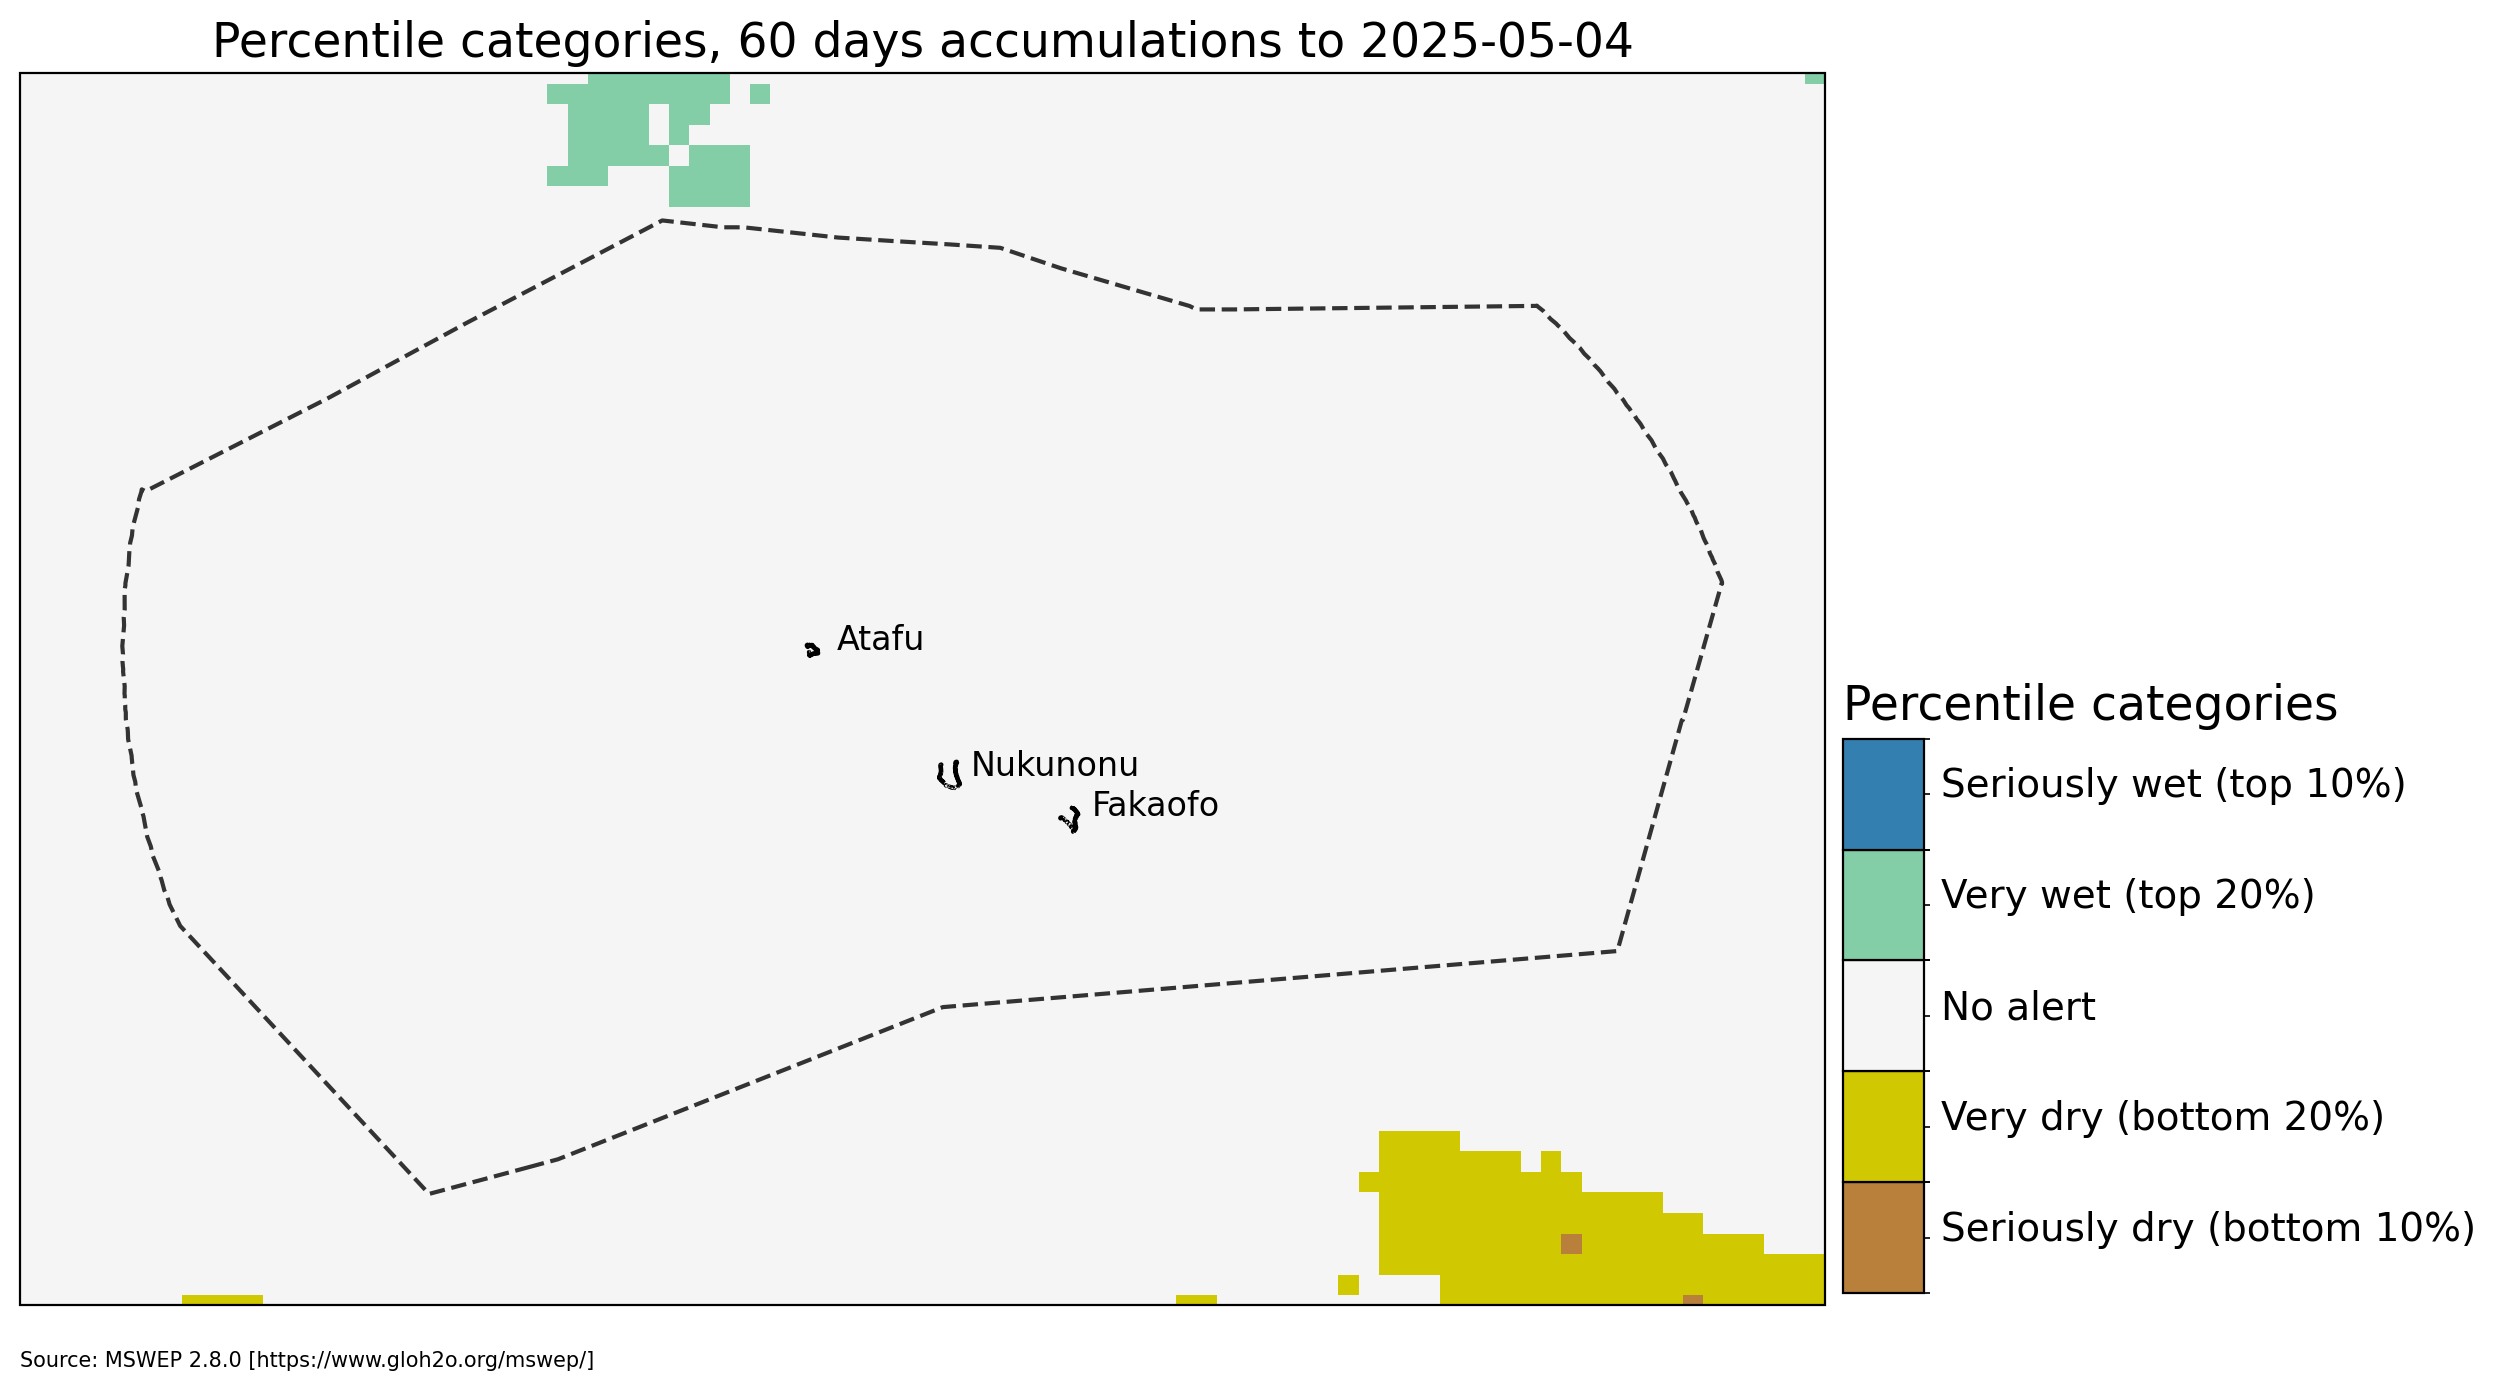 Percentile categories, 60 days accumulations to 2025-05-04
Atafu
Nukunonu
Fakaofo
Percentile categories
Seriously wet (top 10%)
Very wet (top 20%)
No alert
Very dry (bottom 20%)
Seriously dry (bottom 10%)
Source: MSWEP 2.8.0 [https://www.gloh2o.org/mswep/]